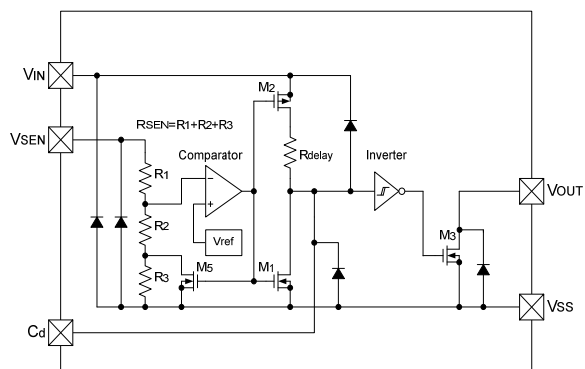 VIN
M2
VSEN
RSEN=R1+R2+R3
Comparator
Rdelay
Inverter
R1
−
+
VOUT
R2
Vref
M3
M5
M1
R3
VSS
Cd